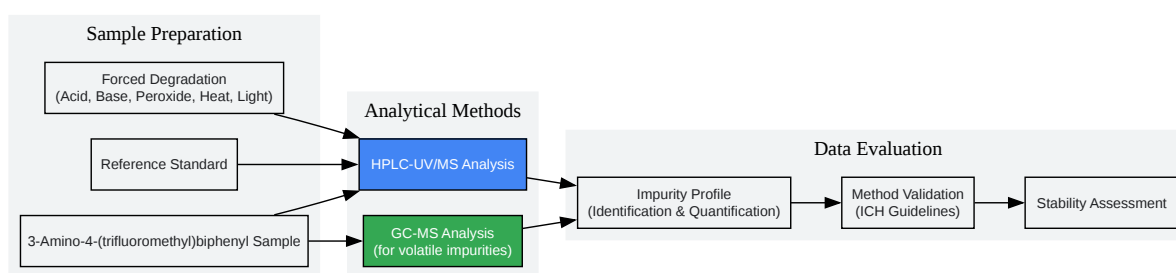 Sample Preparation
Forced Degradation
(Acid, Base, Peroxide, Heat, Light)
Reference Standard
3-Amino-4-(trifluoromethyl)biphenyl Sample
Analytical Methods
HPLC-UV/MS Analysis
GC-MS Analysis
(for volatile impurities)
Data Evaluation
Impurity Profile
(Identification & Quantification)
Method Validation
(ICH Guidelines)
Stability Assessment